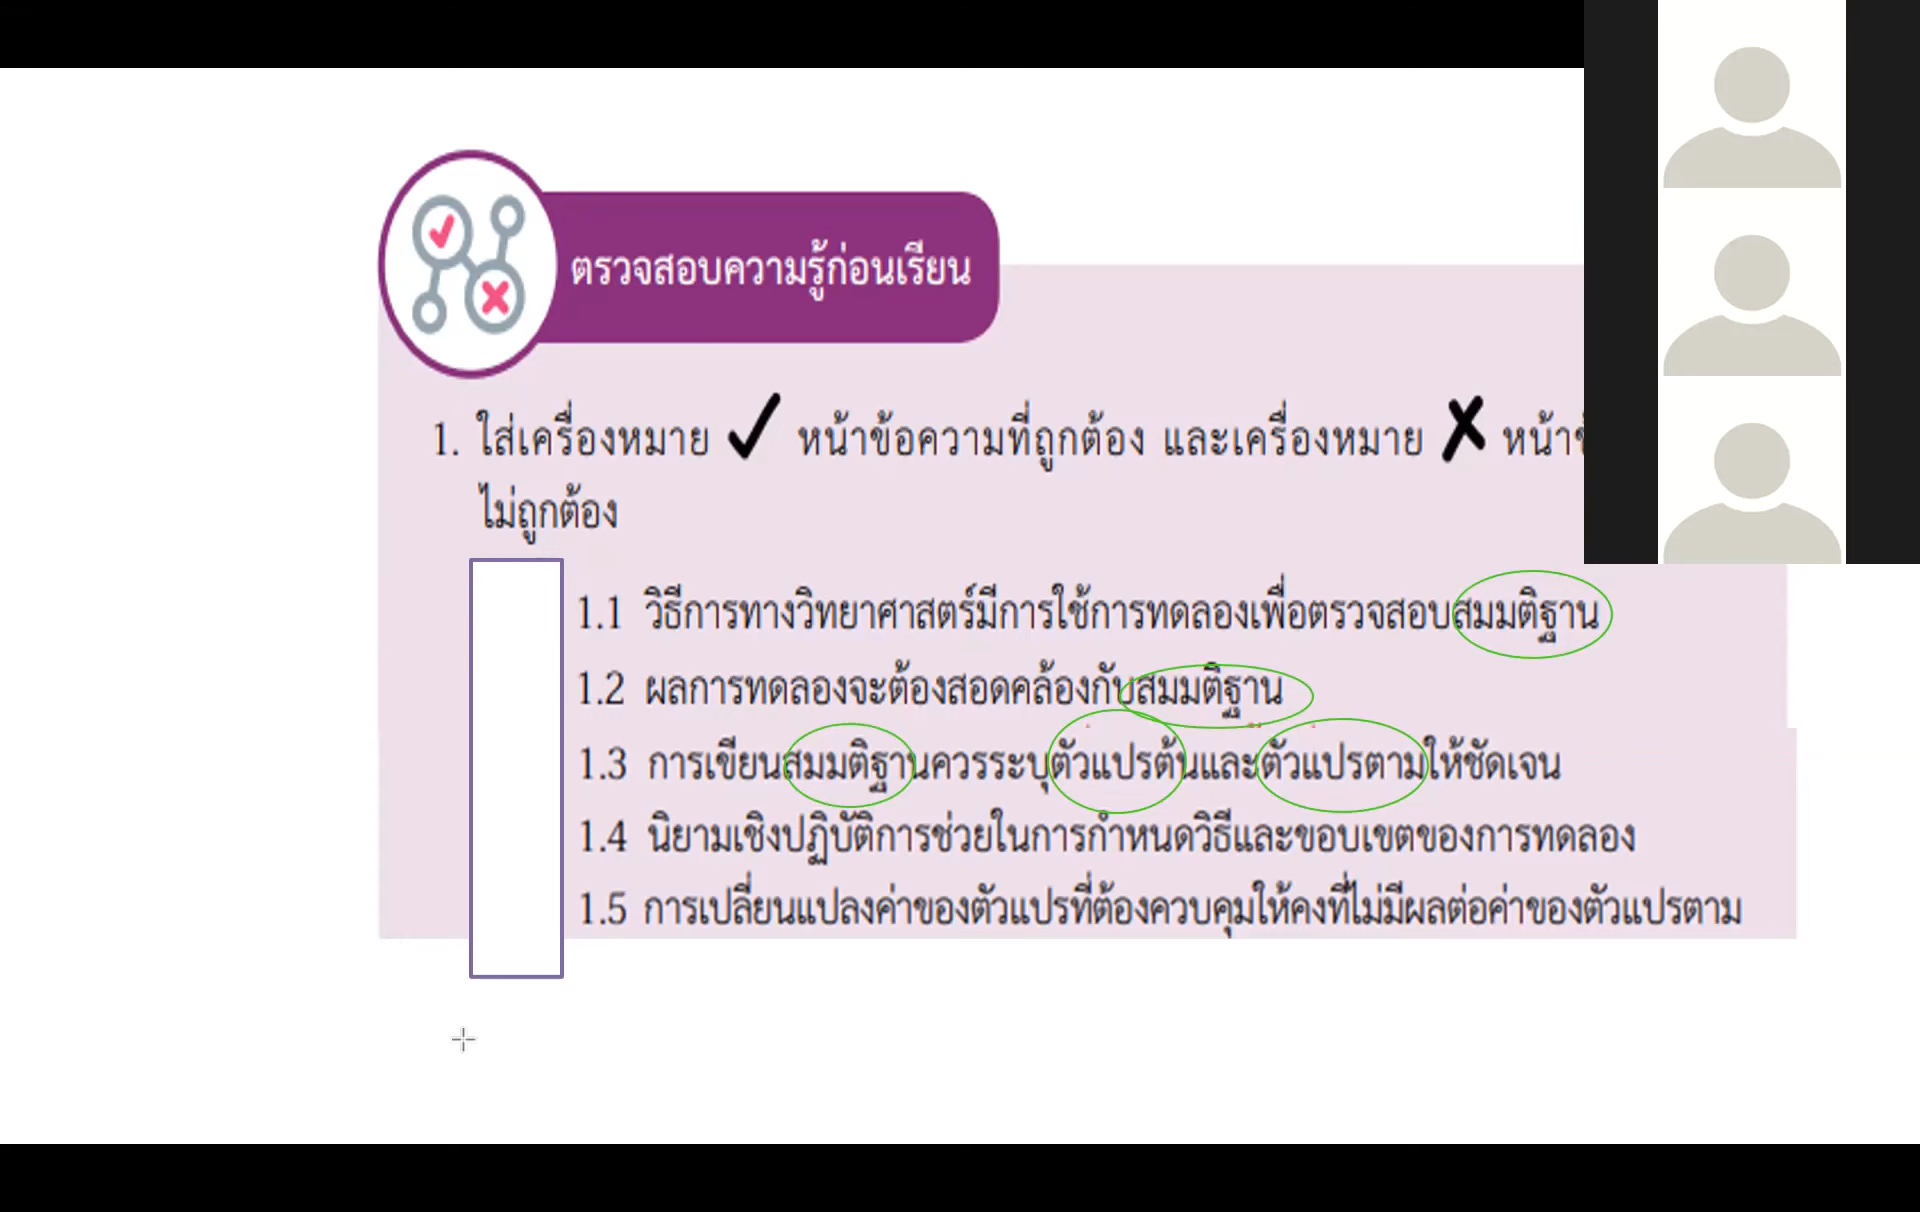 ตรวจสอบความรู้ก่อนเรียน
1. ใส่เครื่องหมาย ✓ หน้าข้อความที่ถูกต้อง และเครื่องหมาย ✗
ไม่ถูกต้อง
1.1 วิธีการทางวิทยาศาสตร์มีการใช้การทดลองเพื่อตรวจสอบสมมติฐาน
1.2 ผลการทดลองจะต้องสอดคล้องกับสมมติฐาน
1.3 การเขียนสมมติฐานควรระบุตัวแปรต้นและตัวแปรตามให้ชัดเจน
1.4 นิยามเชิงปฏิบัติการช่วยในการกำหนดวิธีและขอบเขตของการทดลอง
1.5 การเปลี่ยนแปลงค่าของตัวแปรที่ต้องควบคุมให้คงที่ไม่มีผลต่อค่าของตัวแปรตาม